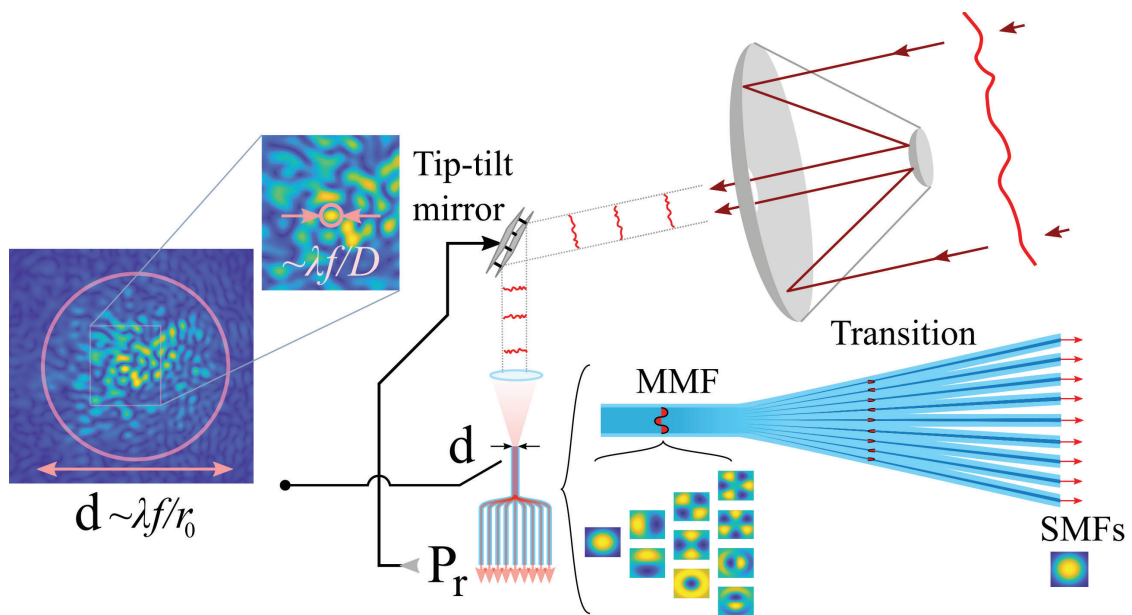 Tip-tilt
mirror
~λf/D
d ~λf/r₀
d
Pᵣ
Transition
MMF
SMFs